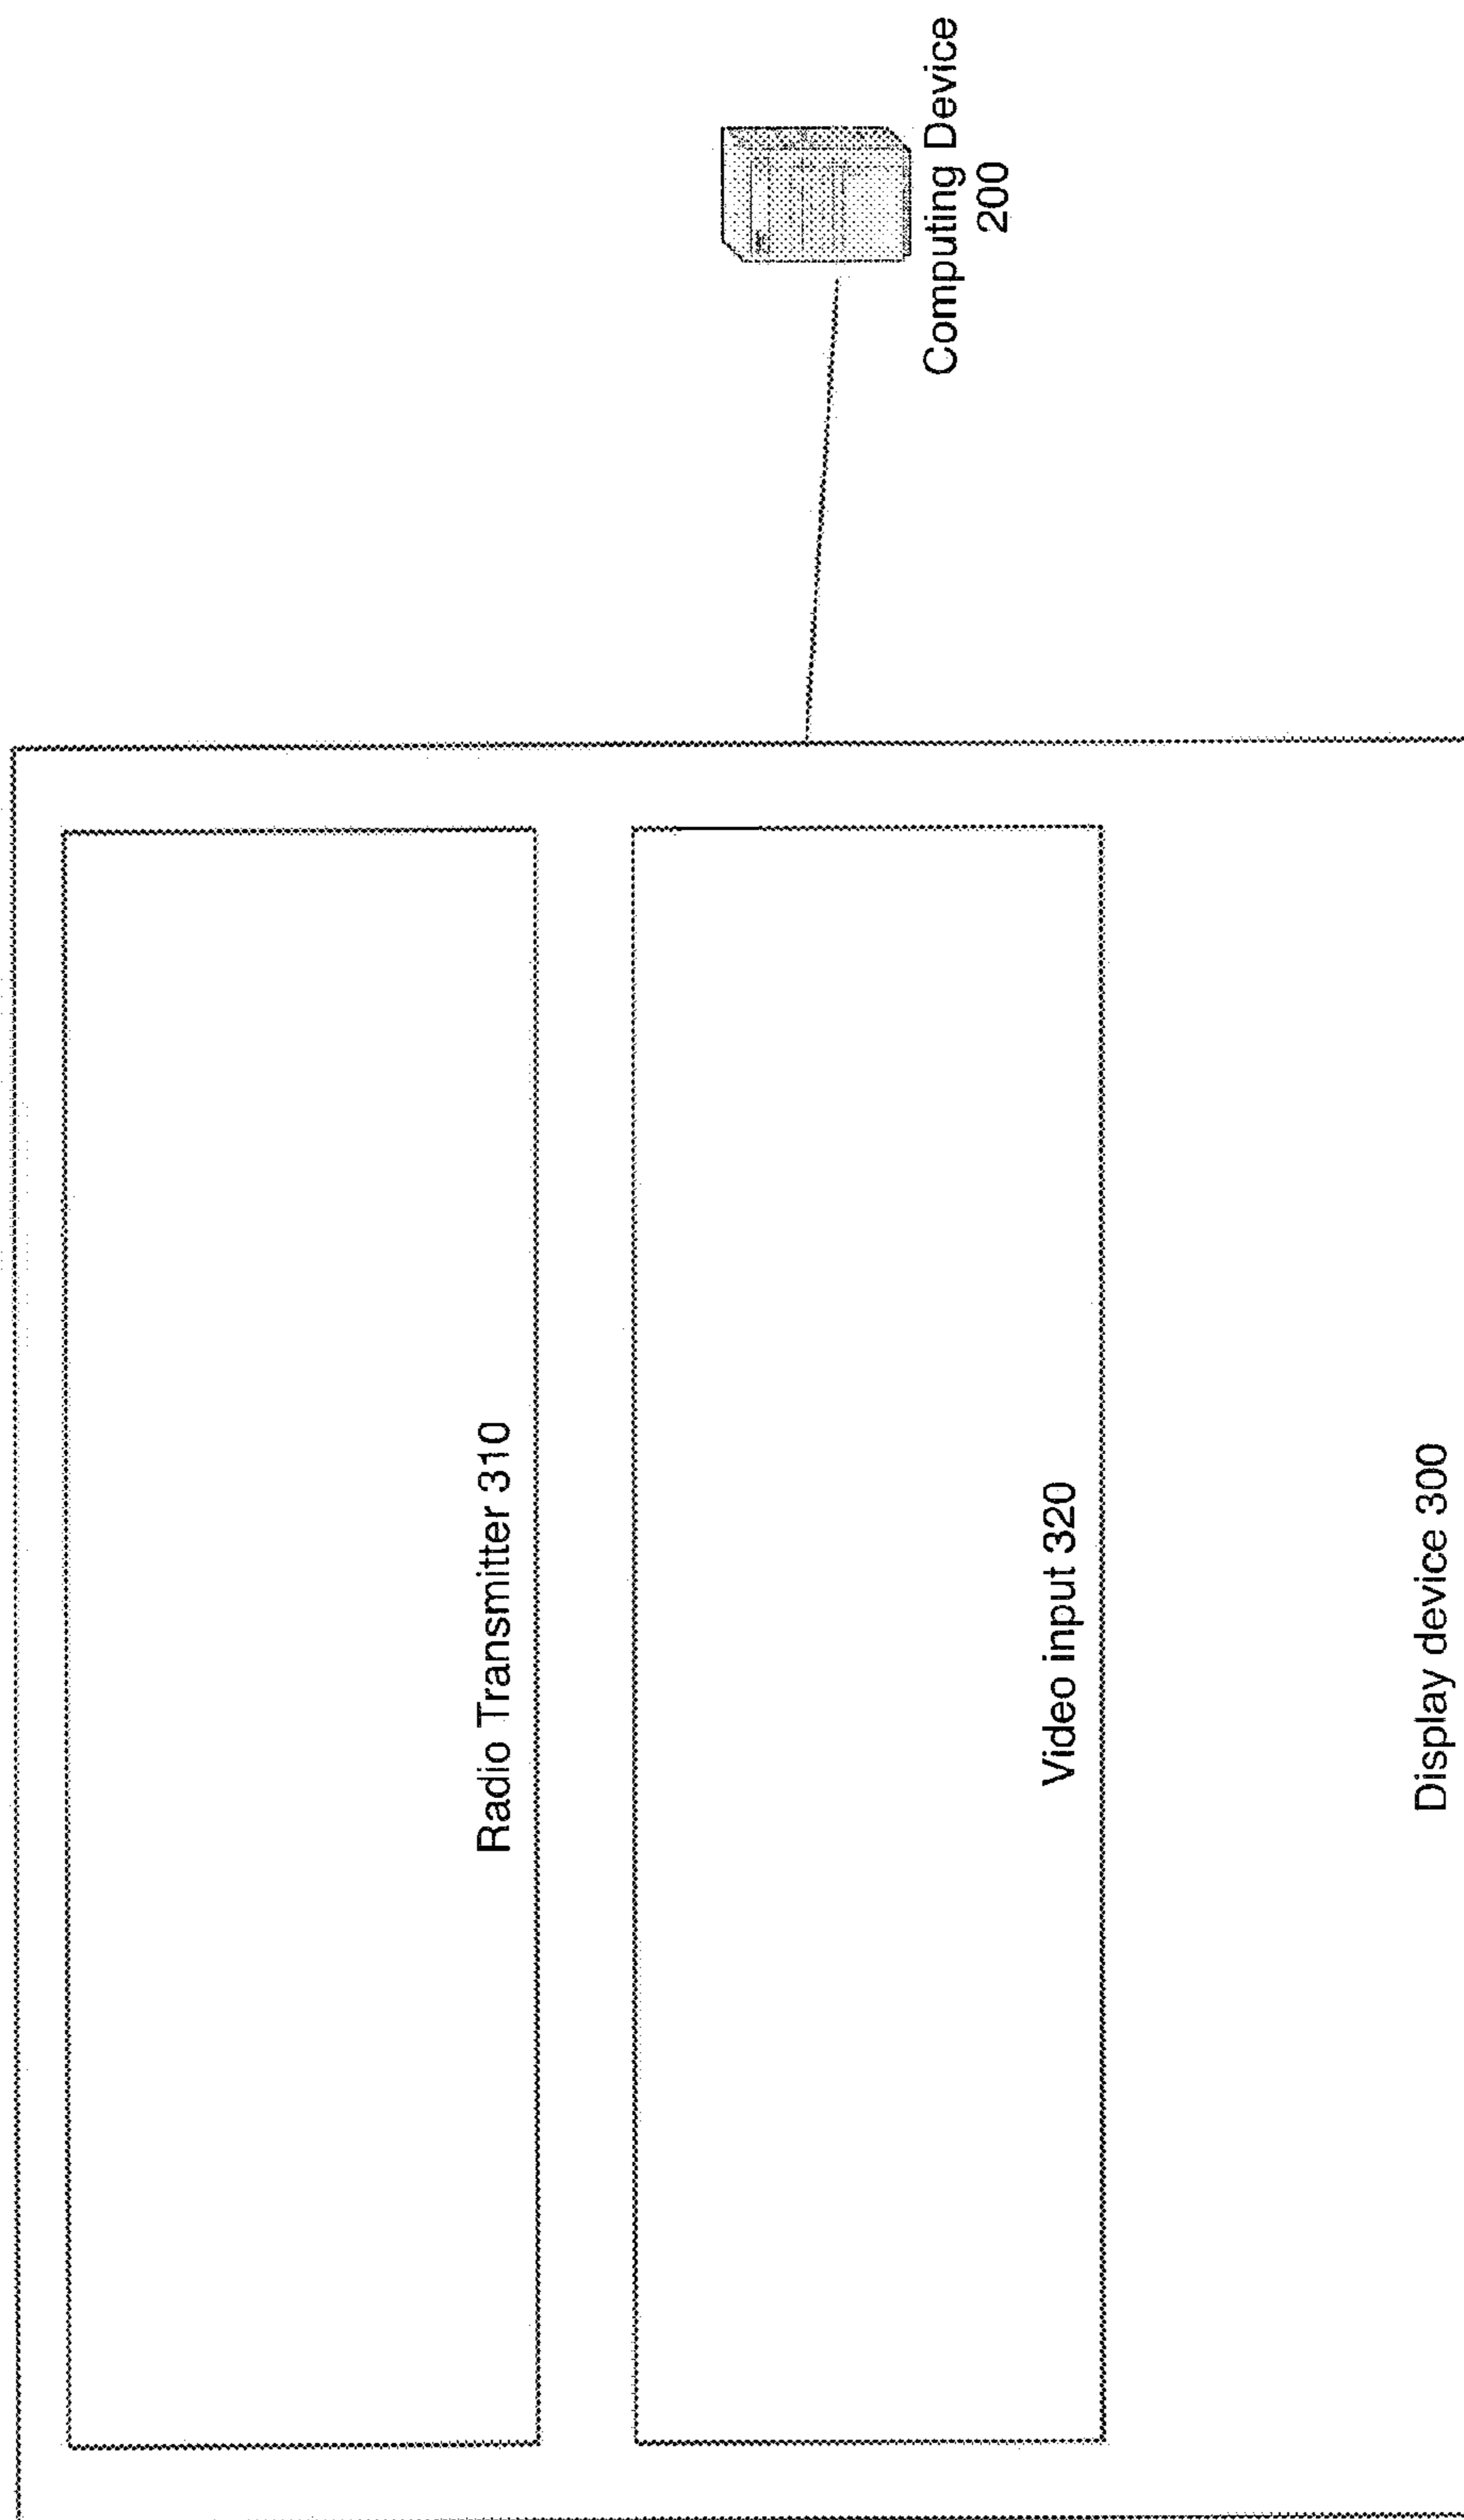 Radio Transmitter 310
Video input 320
Display device 300
Computing Device
200